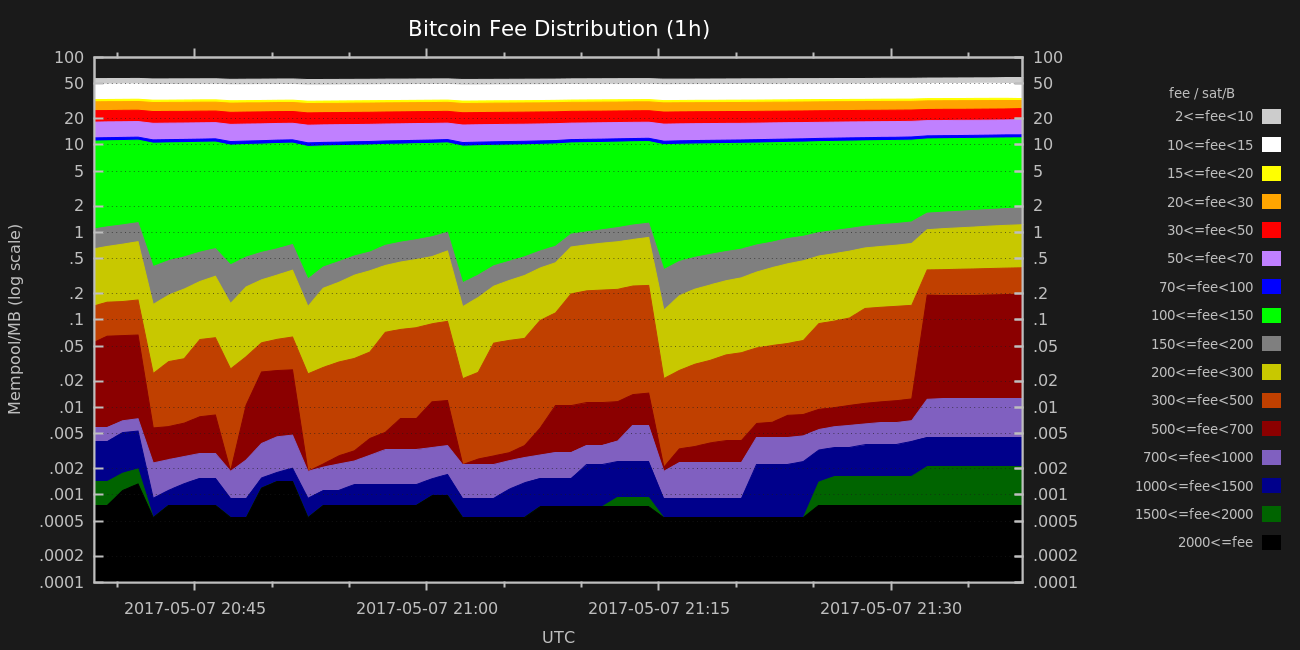 Bitcoin Fee Distribution (1h)
100
50
20
10
5
2
1
.5
.2
.1
.05
.02
.01
.005
.002
.001
.0005
.0002
.0001
Mempool/MB (log scale)
100
50
20
10
5
2
1
.5
.2
.1
.05
.02
.01
.005
.002
.001
.0005
.0002
.0001
fee / sat/B
2<=fee<10
10<=fee<15
15<=fee<20
20<=fee<30
30<=fee<50
50<=fee<70
70<=fee<100
100<=fee<150
150<=fee<200
200<=fee<300
300<=fee<500
500<=fee<700
700<=fee<1000
1000<=fee<1500
1500<=fee<2000
2000<=fee
2017-05-07 20:45
2017-05-07 21:00
2017-05-07 21:15
2017-05-07 21:30
UTC